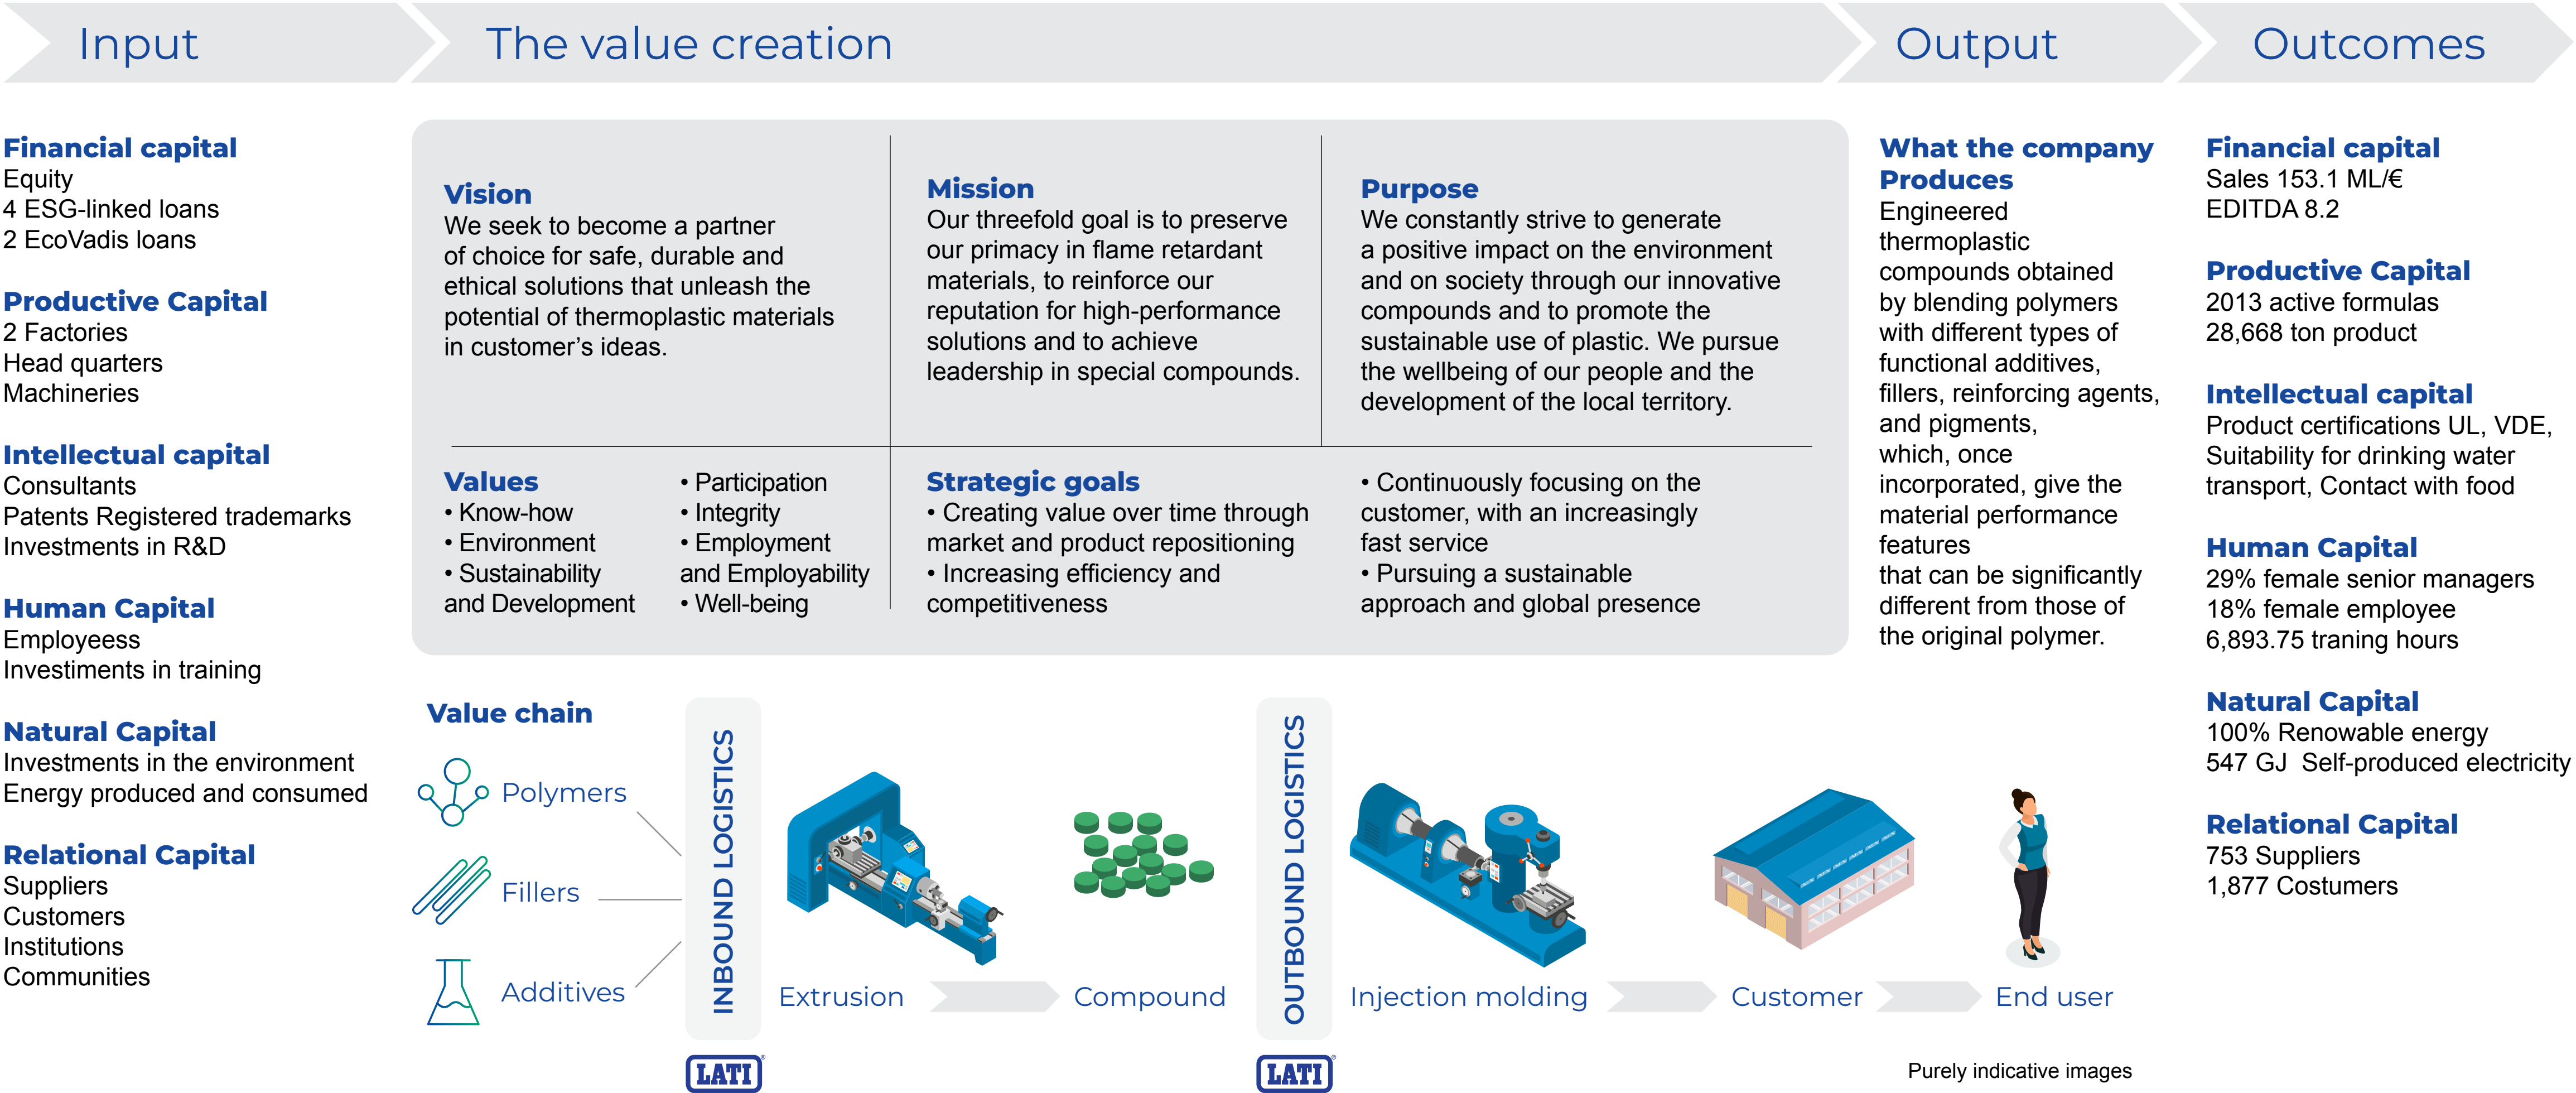 Input
The value creation
Output
Outcomes
Financial capital
Equity
4 ESG-linked loans
2 EcoVadis loans
Productive Capital
2 Factories
Head quarters
Machineries
Intellectual capital
Consultants
Patents Registered trademarks
Investments in R&D
Human Capital
Employeess
Investiments in training
Natural Capital
Investments in the environment
Energy produced and consumed
Relational Capital
Suppliers
Customers
Institutions
Communities
Vision
We seek to become a partner
of choice for safe, durable and
ethical solutions that unleash the
potential of thermoplastic materials
in customer’s ideas.
Mission
Our threefold goal is to preserve
our primacy in flame retardant
materials, to reinforce our
reputation for high-performance
solutions and to achieve
leadership in special compounds.
Purpose
We constantly strive to generate
a positive impact on the environment
and on society through our innovative
compounds and to promote the
sustainable use of plastic. We pursue
the wellbeing of our people and the
development of the local territory.
Values
• Know-how
• Environment
• Sustainability
and Development
• Participation
• Integrity
• Employment
and Employability
• Well-being
Strategic goals
• Creating value over time through
market and product repositioning
• Increasing efficiency and
competitiveness
• Continuously focusing on the
customer, with an increasingly
fast service
• Pursuing a sustainable
approach and global presence
Value chain
Polymers
Fillers
Additives
INBOUND LOGISTICS
LATI®
Extrusion
Compound
OUTBOUND LOGISTICS
LATI®
Injection molding
Customer
End user
Purely indicative images
What the company
Produces
Engineered
thermoplastic
compounds obtained
by blending polymers
with different types of
functional additives,
fillers, reinforcing agents,
and pigments,
which, once
incorporated, give the
material performance
features
that can be significantly
different from those of
the original polymer.
Financial capital
Sales 153.1 ML/€
EDITDA 8.2
Productive Capital
2013 active formulas
28,668 ton product
Intellectual capital
Product certifications UL, VDE,
Suitability for drinking water
transport, Contact with food
Human Capital
29% female senior managers
18% female employee
6,893.75 traning hours
Natural Capital
100% Renowable energy
547 GJ  Self-produced electricity
Relational Capital
753 Suppliers
1,877 Costumers